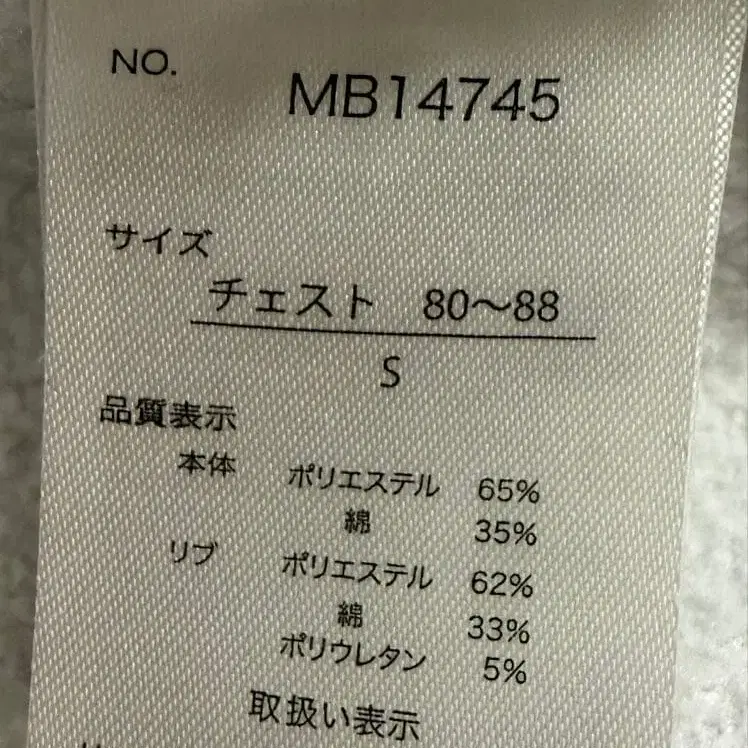 NO. MB14745
サイズ
チェスト 80～88
S
品質表示
本体 ポリエステル 65%
綿 35%
リブ ポリエステル 62%
綿 33%
ポリウレタン 5%
取扱い表示